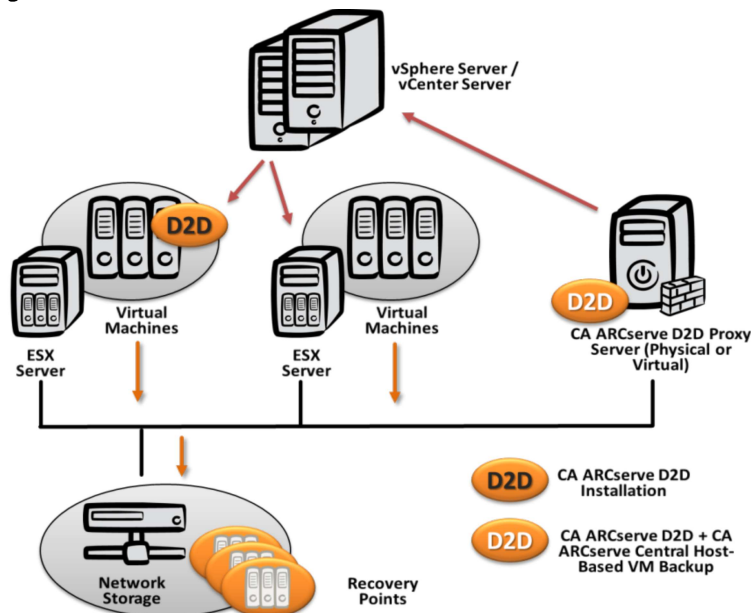 vSphere Server /
vCenter Server
D2D
Virtual
Machines
ESX
Server
Virtual
Machines
ESX
Server
D2D
CA ARCserve D2D Proxy
Server (Physical or
Virtual)
D2D
CA ARCserve D2D
Installation
D2D
CA ARCserve D2D + CA
ARCserve Central Host-
Based VM Backup
Network
Storage
Recovery
Points